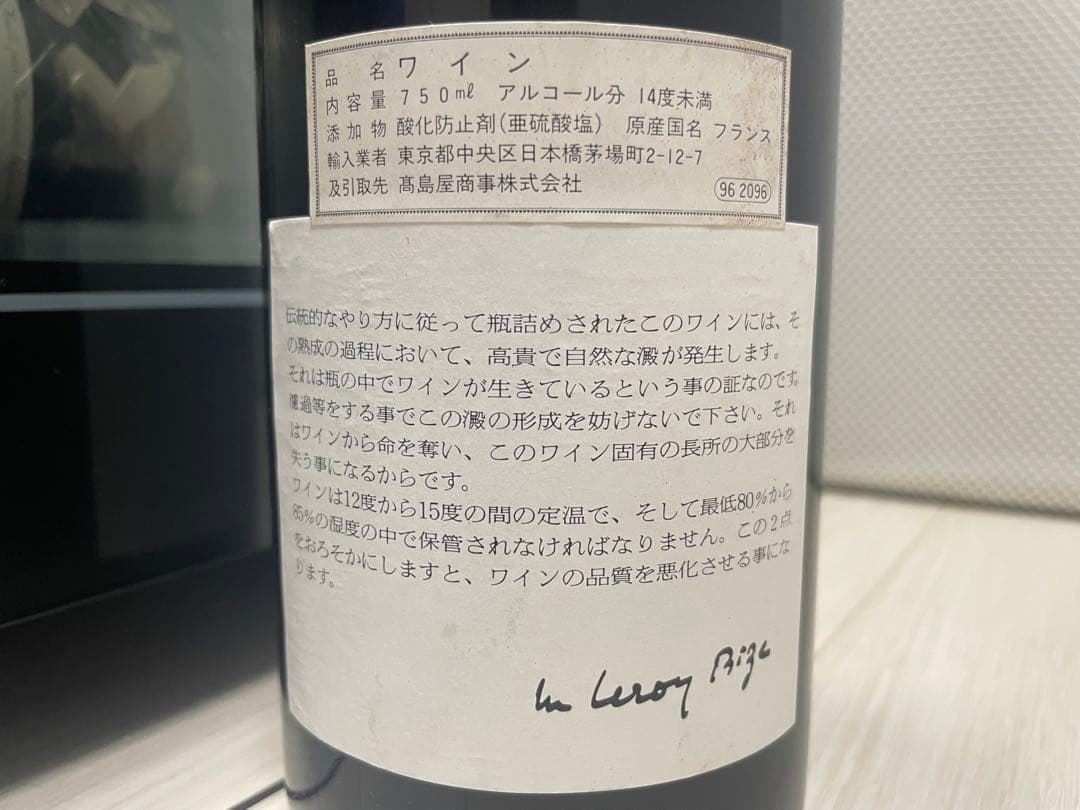 品名 ワイン
内容量 750ml アルコール分 14度未満
添加物 酸化防止剤(亜硫酸塩) 原産国名 フランス
輸入業者 東京都中央区日本橋茅場町2-12-7
及引取先 髙島屋商事株式会社 96 2096
伝統的なやり方に従って瓶詰めされたこのワインには、そ
の熟成の過程において、高貴で自然な澱が発生します。
それは瓶の中でワインが生きているという事の証なのです。
濾過等をする事でこの澱の形成を妨げないで下さい。それ
はワインから命を奪い、このワイン固有の長所の大部分を
失う事になるからです。
ワインは12度から15度の間の定温で、そして最低80%から
85%の湿度の中で保管されなければなりません。この2点
をおろそかにしますと、ワインの品質を悪化させる事にな
ります。
Leroy Bize